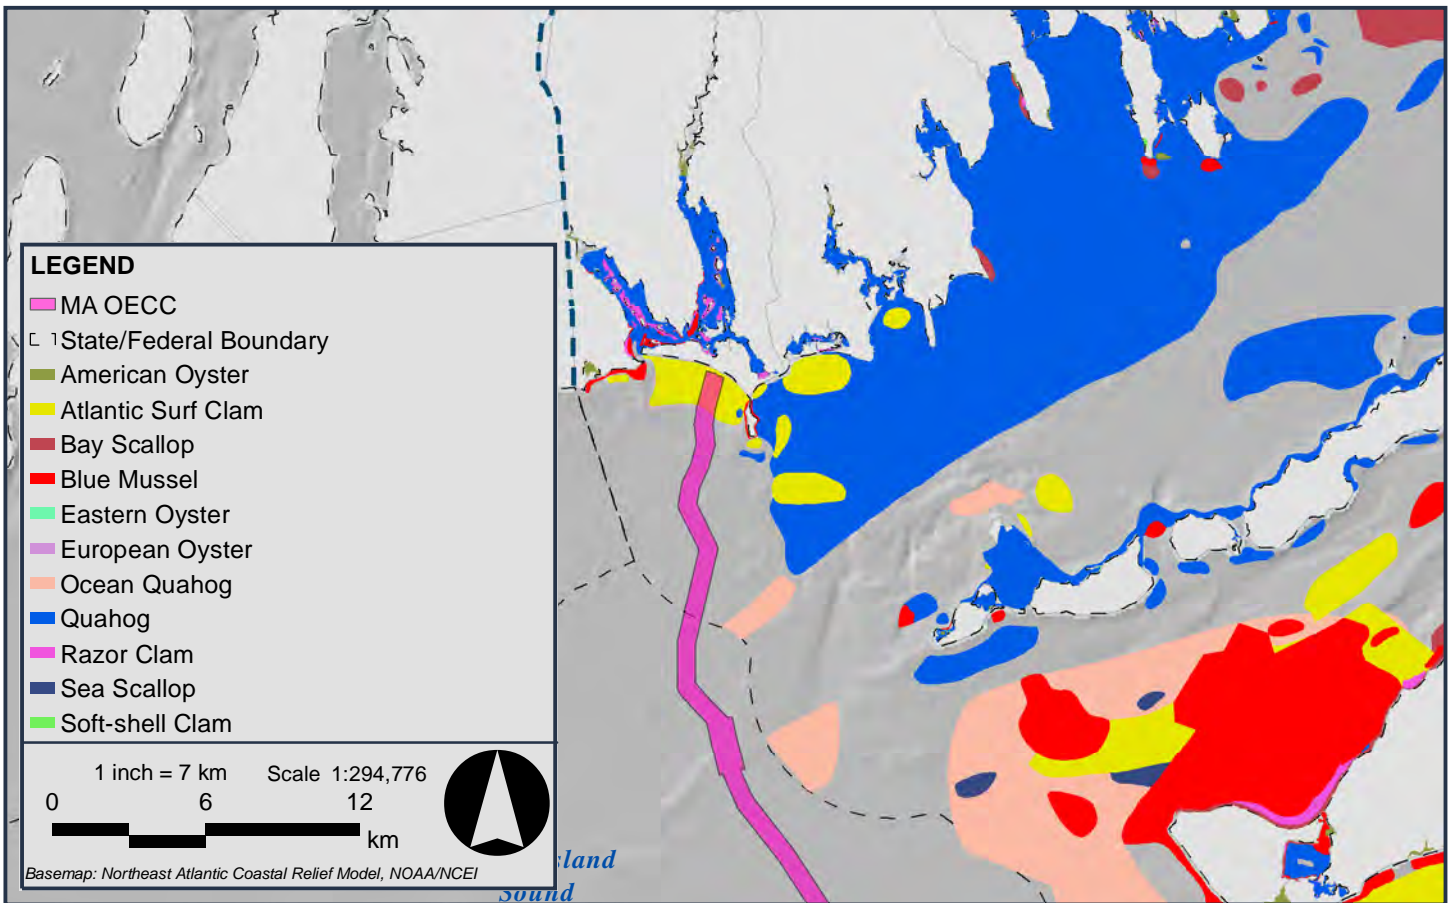 LEGEND
MA OECC
State/Federal Boundary
American Oyster
Atlantic Surf Clam
Bay Scallop
Blue Mussel
Eastern Oyster
European Oyster
Ocean Quahog
Quahog
Razor Clam
Sea Scallop
Soft-shell Clam
1 inch = 7 km Scale 1:294,776
0 6 12
km
Basemap: Northeast Atlantic Coastal Relief Model, NOAA/NCEI
sland
Sound